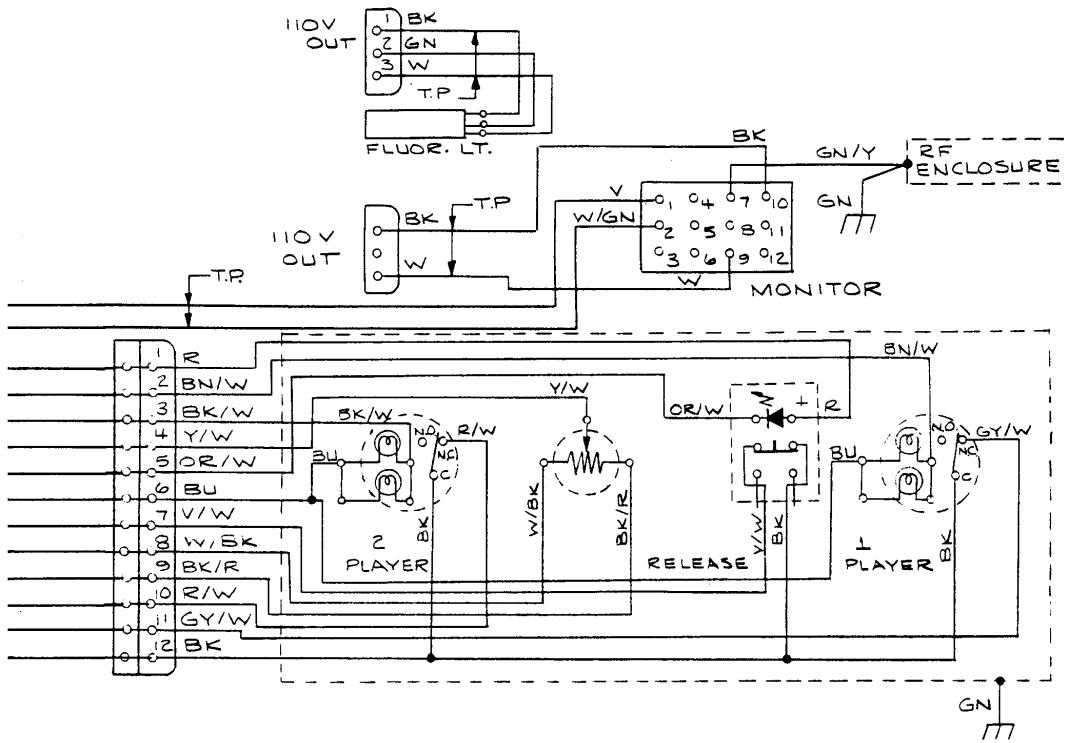 110V OUT
1 BK
2 GN
3 W
T.P
FLUOR. LT.
BK
GN/Y
RF ENCLOSURE
GN
V
W/GN
1 4 7 10
2 5 8 11
3 6 9 12
W
MONITOR
110V OUT
BK
T.P
W
T.P.
1 R
2 BN/W
3 BK/W
4 Y/W
5 OR/W
6 BU
7 V/W
8 W/BK
9 BK/R
10 R/W
11 GY/W
12 BK
BK/W
Y/W
BN/W
N.O.
R/W
NC
C
BU
BK
2 PLAYER
W/BK
BK/R
OR/W
+
R
Y/W
BK
RELEASE
BU
N.O.
GY/W
NC
C
BK
1 PLAYER
GN